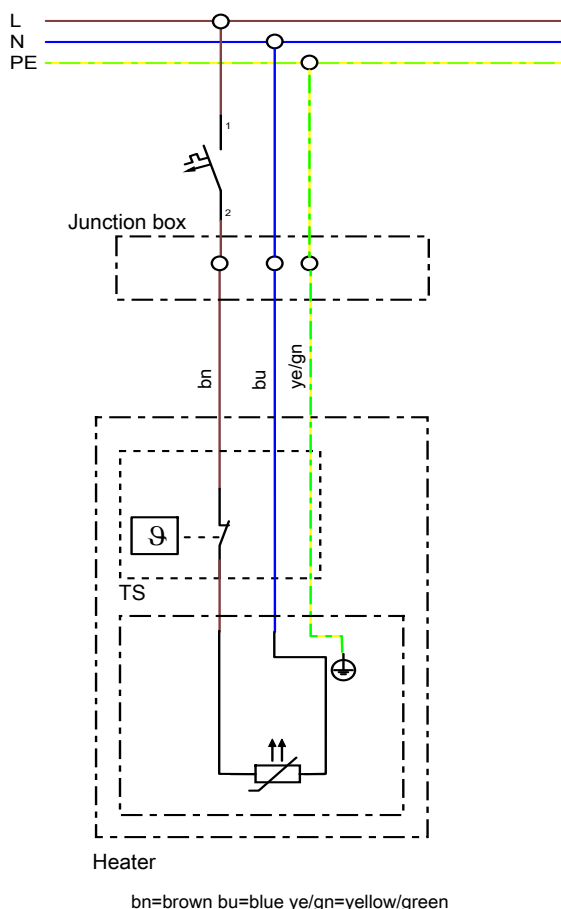 L
N
PE
1
2
Junction box
bn
bu
ye/gn
ϑ
TS
Heater
bn=brown bu=blue ye/gn=yellow/green